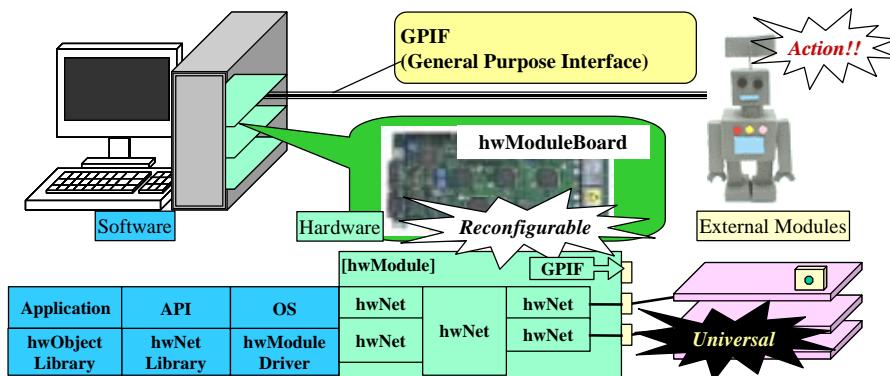 GPIF
(General Purpose Interface)
Action!!
hwModuleBoard
Software
Hardware
Reconfigurable
External Modules
[hwModule]
GPIF
Application
API
OS
hwNet
hwNet
hwNet
hwObject
Library
hwNet
Library
hwModule
Driver
hwNet
hwNet
Universal